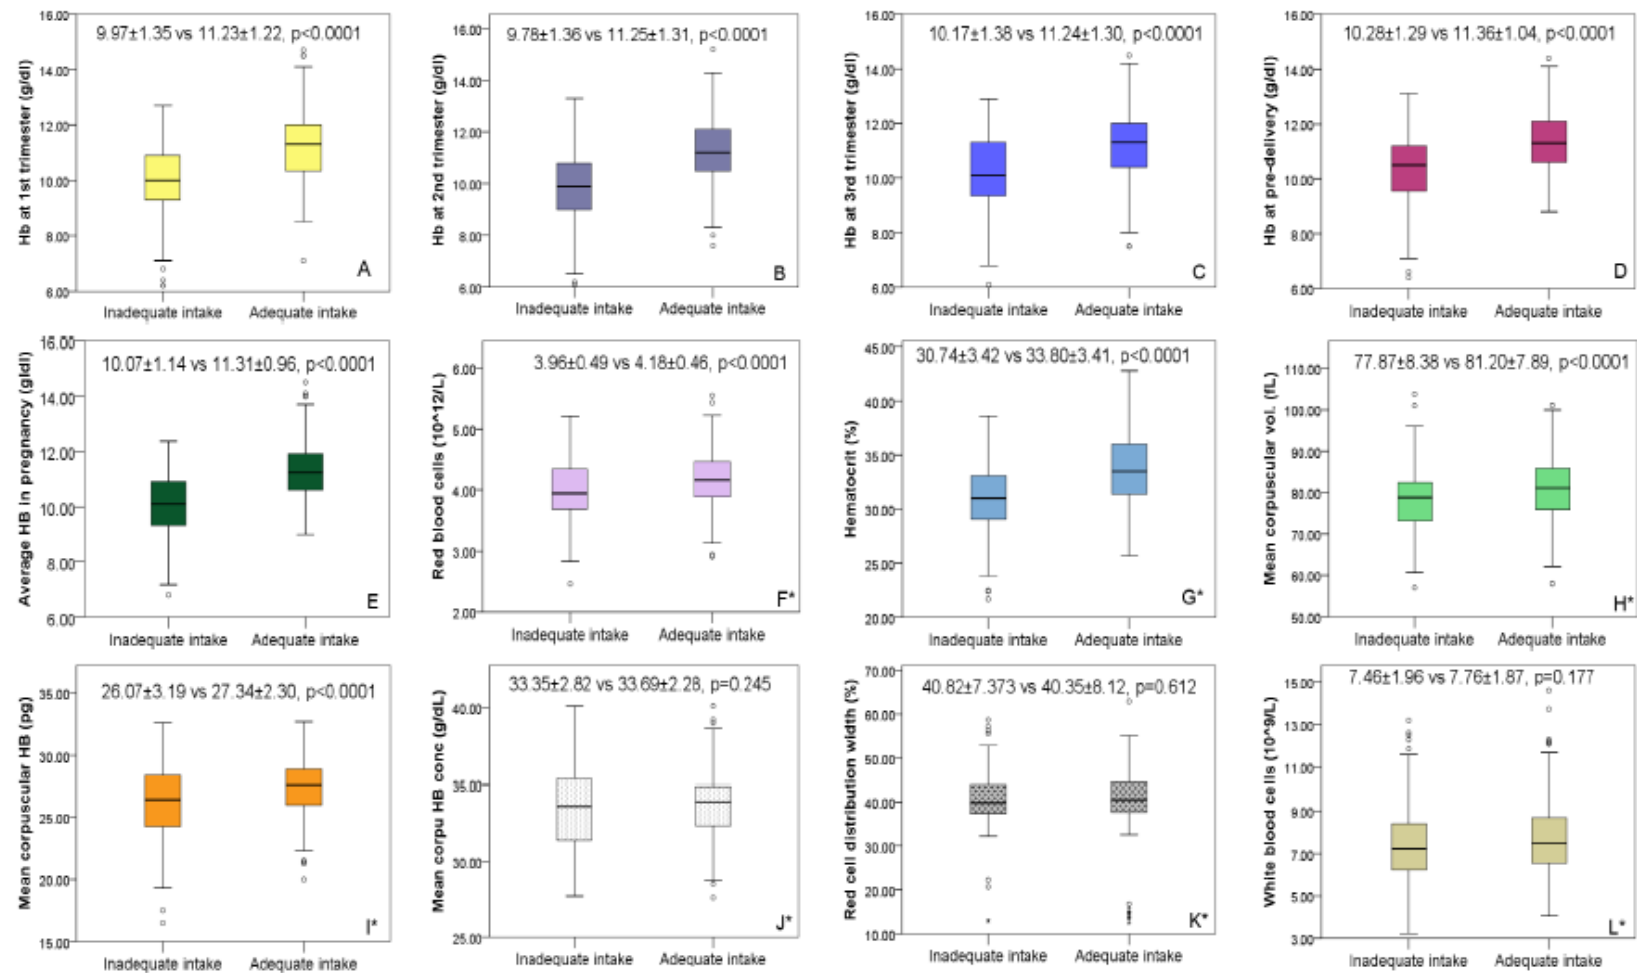 9.97±1.35 vs 11.23±1.22, p<0.0001
Hb at 1st trimester (g/dl)
16.00
14.00
12.00
10.00
8.00
6.00
A
Inadequate intake Adequate intake
9.78±1.36 vs 11.25±1.31, p<0.0001
Hb at 2nd trimester (g/dl)
16.00
14.00
12.00
10.00
8.00
6.00
B
Inadequate intake Adequate intake
10.17±1.38 vs 11.24±1.30, p<0.0001
Hb at 3rd trimester (g/dl)
16.00
14.00
12.00
10.00
8.00
6.00
C
Inadequate intake Adequate intake
10.28±1.29 vs 11.36±1.04, p<0.0001
Hb at pre-delivery (g/dl)
16.00
14.00
12.00
10.00
8.00
6.00
D
Inadequate intake Adequate intake
10.07±1.14 vs 11.31±0.96, p<0.0001
Average HB in pregnancy (gldl)
16.00
14.00
12.00
10.00
8.00
6.00
E
Inadequate intake Adequate intake
3.96±0.49 vs 4.18±0.46, p<0.0001
Red blood cells (10^12/L)
6.00
5.00
4.00
3.00
2.00
F*
Inadequate intake Adequate intake
30.74±3.42 vs 33.80±3.41, p<0.0001
Hematocrit (%)
45.00
40.00
35.00
30.00
25.00
20.00
G*
Inadequate intake Adequate intake
77.87±8.38 vs 81.20±7.89, p<0.0001
Mean corpuscular vol. (fL)
110.00
100.00
90.00
80.00
70.00
60.00
50.00
H*
Inadequate intake Adequate intake
26.07±3.19 vs 27.34±2.30, p<0.0001
Mean corpuscular HB (pg)
35.00
30.00
25.00
20.00
15.00
I*
Inadequate intake Adequate intake
33.35±2.82 vs 33.69±2.28, p=0.245
Mean corpu HB conc (g/dL)
40.00
35.00
30.00
25.00
J*
Inadequate intake Adequate intake
40.82±7.373 vs 40.35±8.12, p=0.612
Red cell distribution width (%)
70.00
60.00
50.00
40.00
30.00
20.00
10.00
K*
Inadequate intake Adequate intake
7.46±1.96 vs 7.76±1.87, p=0.177
White blood cells (10^9/L)
15.00
13.00
11.00
9.00
7.00
5.00
3.00
L*
Inadequate intake Adequate intake